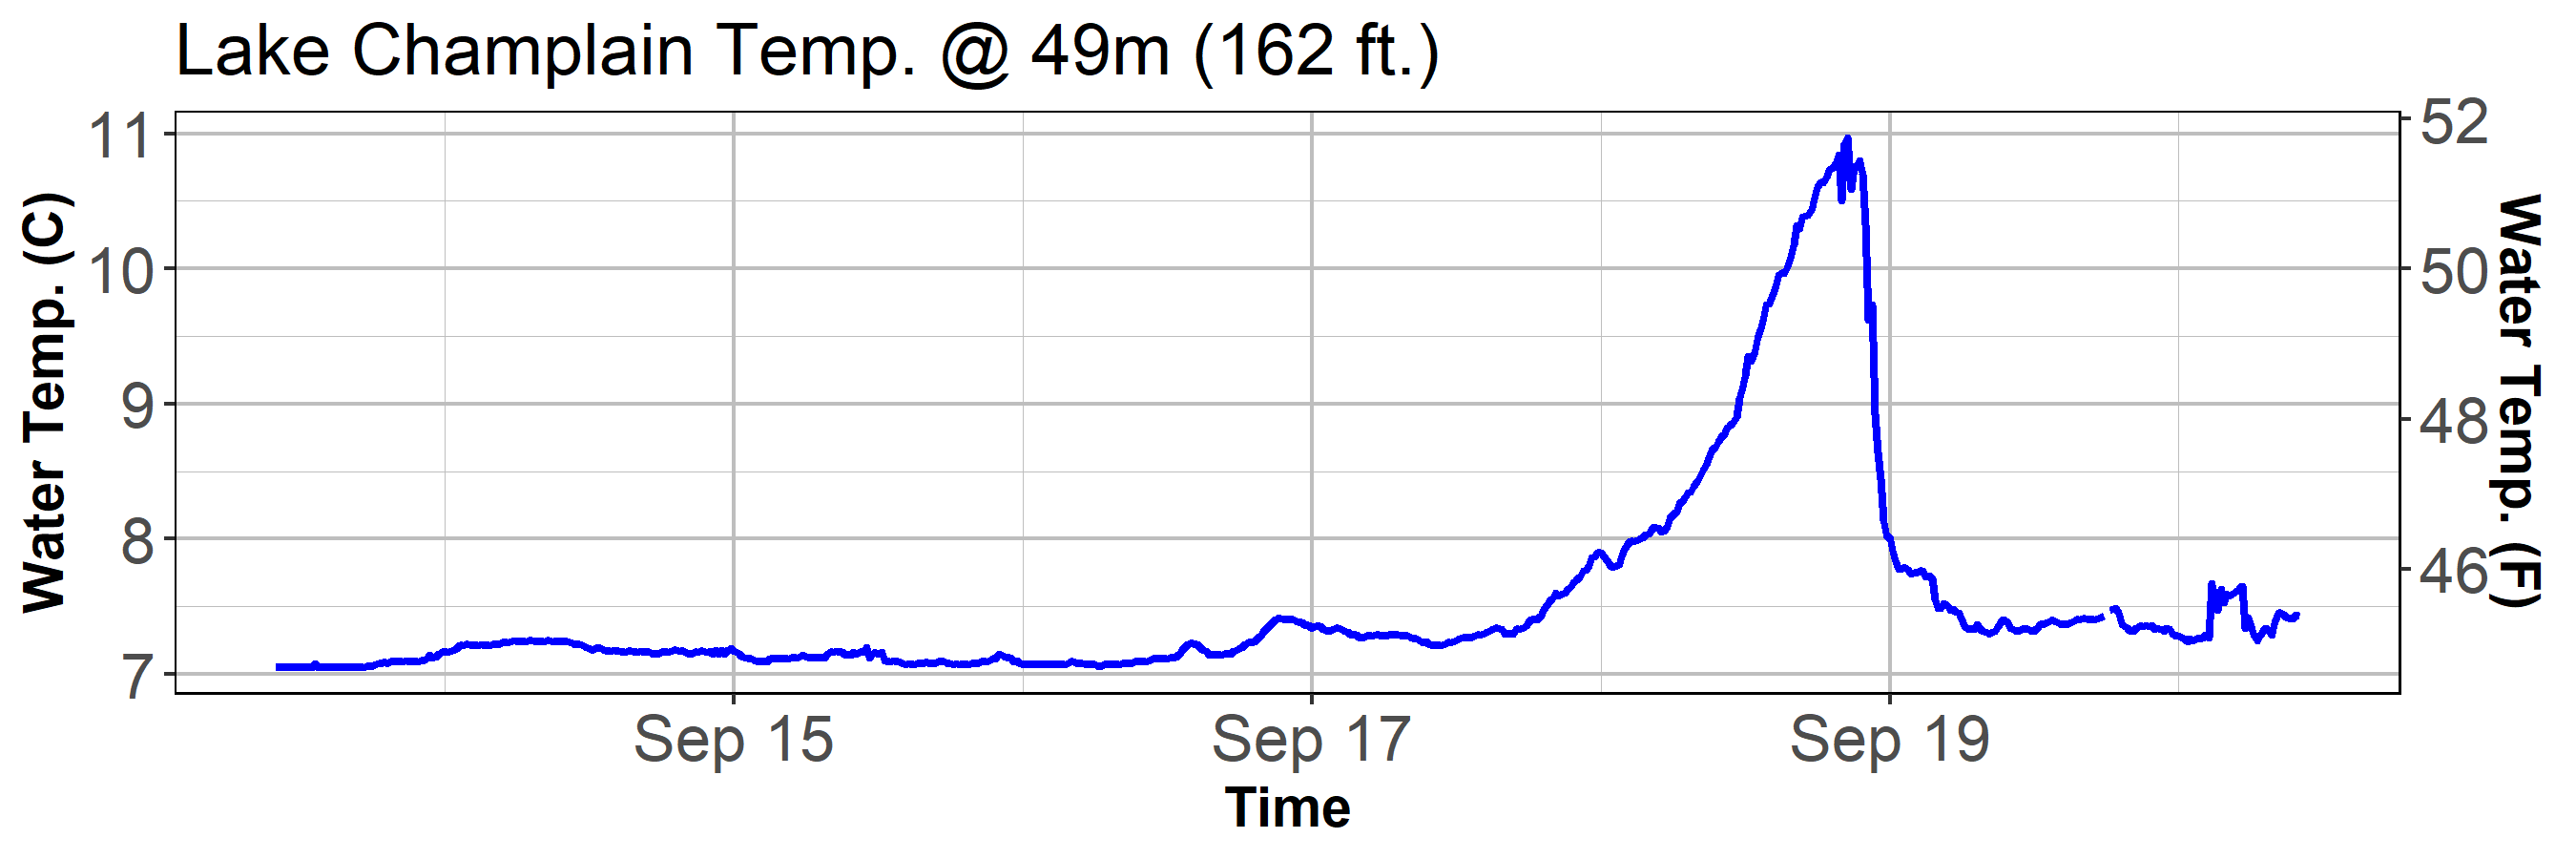 Lake Champlain Temp. @ 49m (162 ft.)
Water Temp. (C)
11
10
9
8
7
52
50
48
46
Water Temp. (F)
Sep 15
Sep 17
Sep 19
Time